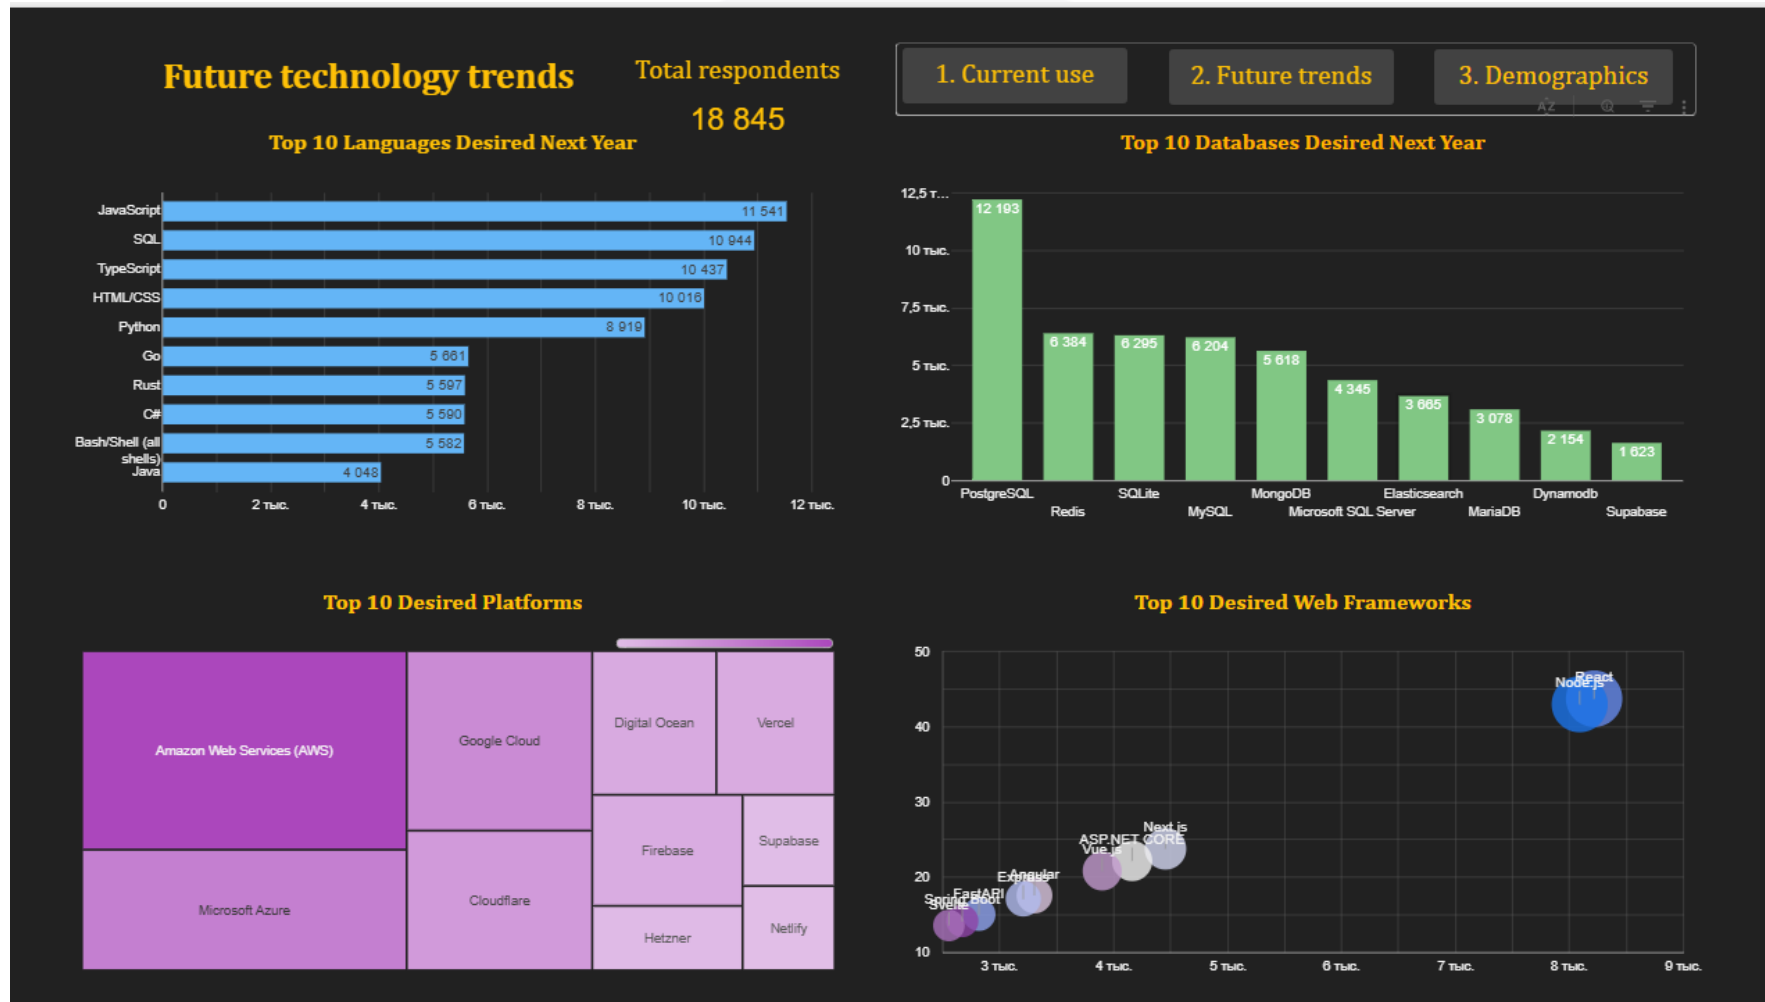 Future technology trends
Total respondents
18 845
1. Current use
2. Future trends
3. Demographics
Top 10 Languages Desired Next Year
JavaScript 11 541
SQL 10 944
TypeScript 10 437
HTML/CSS 10 016
Python 8 919
Go 5 661
Rust 5 597
C# 5 590
Bash/Shell (all
shells) 5 582
Java 4 048
0 2 тыс. 4 тыс. 6 тыс. 8 тыс. 10 тыс. 12 тыс.
Top 10 Databases Desired Next Year
12,5 т...
10 тыс.
7,5 тыс.
5 тыс.
2,5 тыс.
0
12 193
6 384
6 295
6 204
5 618
4 345
3 665
3 078
2 154
1 623
PostgreSQL SQLite MongoDB Elasticsearch Dynamodb
Redis MySQL Microsoft SQL Server MariaDB Supabase
Top 10 Desired Platforms
Amazon Web Services (AWS)
Microsoft Azure
Google Cloud
Cloudflare
Digital Ocean
Vercel
Firebase
Supabase
Hetzner
Netlify
Top 10 Desired Web Frameworks
50
40
30
20
10
React
Node.js
Next.js
ASP.NET CORE
Vue.js
Angular
Express
FastAPI
Spring Boot
Svelte
3 тыс. 4 тыс. 5 тыс. 6 тыс. 7 тыс. 8 тыс. 9 тыс.